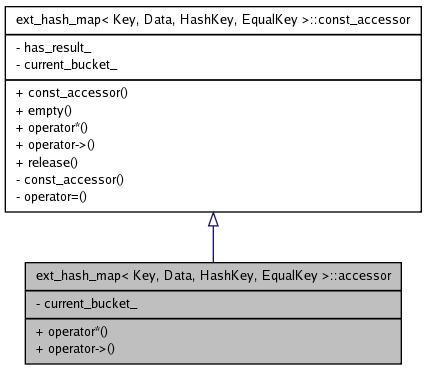 ext_hash_map< Key, Data, HashKey, EqualKey >::const_accessor
- has_result_
- current_bucket_
+ const_accessor()
+ empty()
+ operator*()
+ operator->()
+ release()
- const_accessor()
- operator=()
ext_hash_map< Key, Data, HashKey, EqualKey >::accessor
- current_bucket_
+ operator*()
+ operator->()